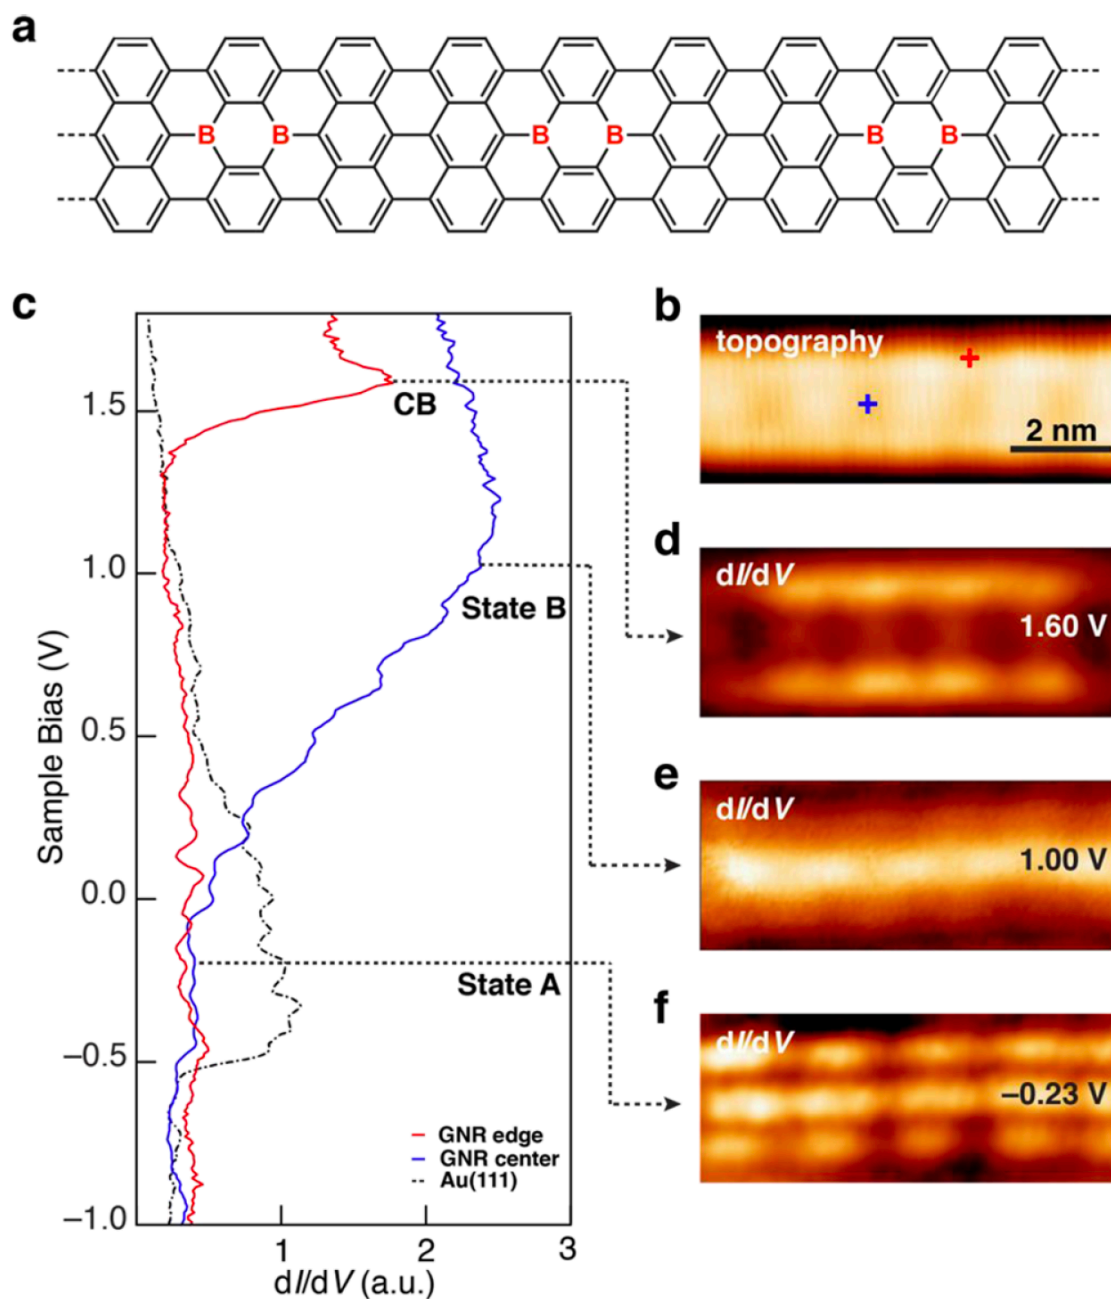 a
B B B B B B
c
1.5
1.0
0.5
0.0
−0.5
−1.0
Sample Bias (V)
CB
State B
State A
GNR edge
GNR center
Au(111)
1 2 3
dI/dV (a.u.)
b
topography
2 nm
d
dI/dV
1.60 V
e
dI/dV
1.00 V
f
dI/dV
−0.23 V